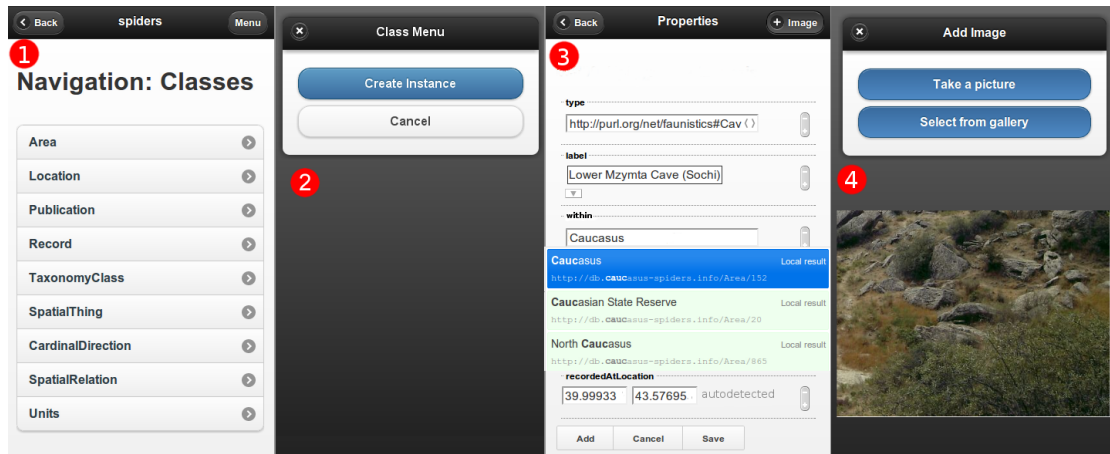 Back
spiders
Menu
1
Navigation: Classes
Area
Location
Publication
Record
TaxonomyClass
SpatialThing
CardinalDirection
SpatialRelation
Units
Class Menu
Create Instance
Cancel
2
Back
Properties
+ Image
3
type
http://purl.org/net/faunistics#Cav
label
Lower Mzymta Cave (Sochi)
within
Caucasus
Caucasus Local result
http://db.caucasus-spiders.info/Area/152
Caucasian State Reserve Local result
http://db.caucasus-spiders.info/Area/20
North Caucasus Local result
http://db.caucasus-spiders.info/Area/865
recordedAtLocation
39.99933 43.57695 autodetected
Add Cancel Save
Add Image
Take a picture
Select from gallery
4